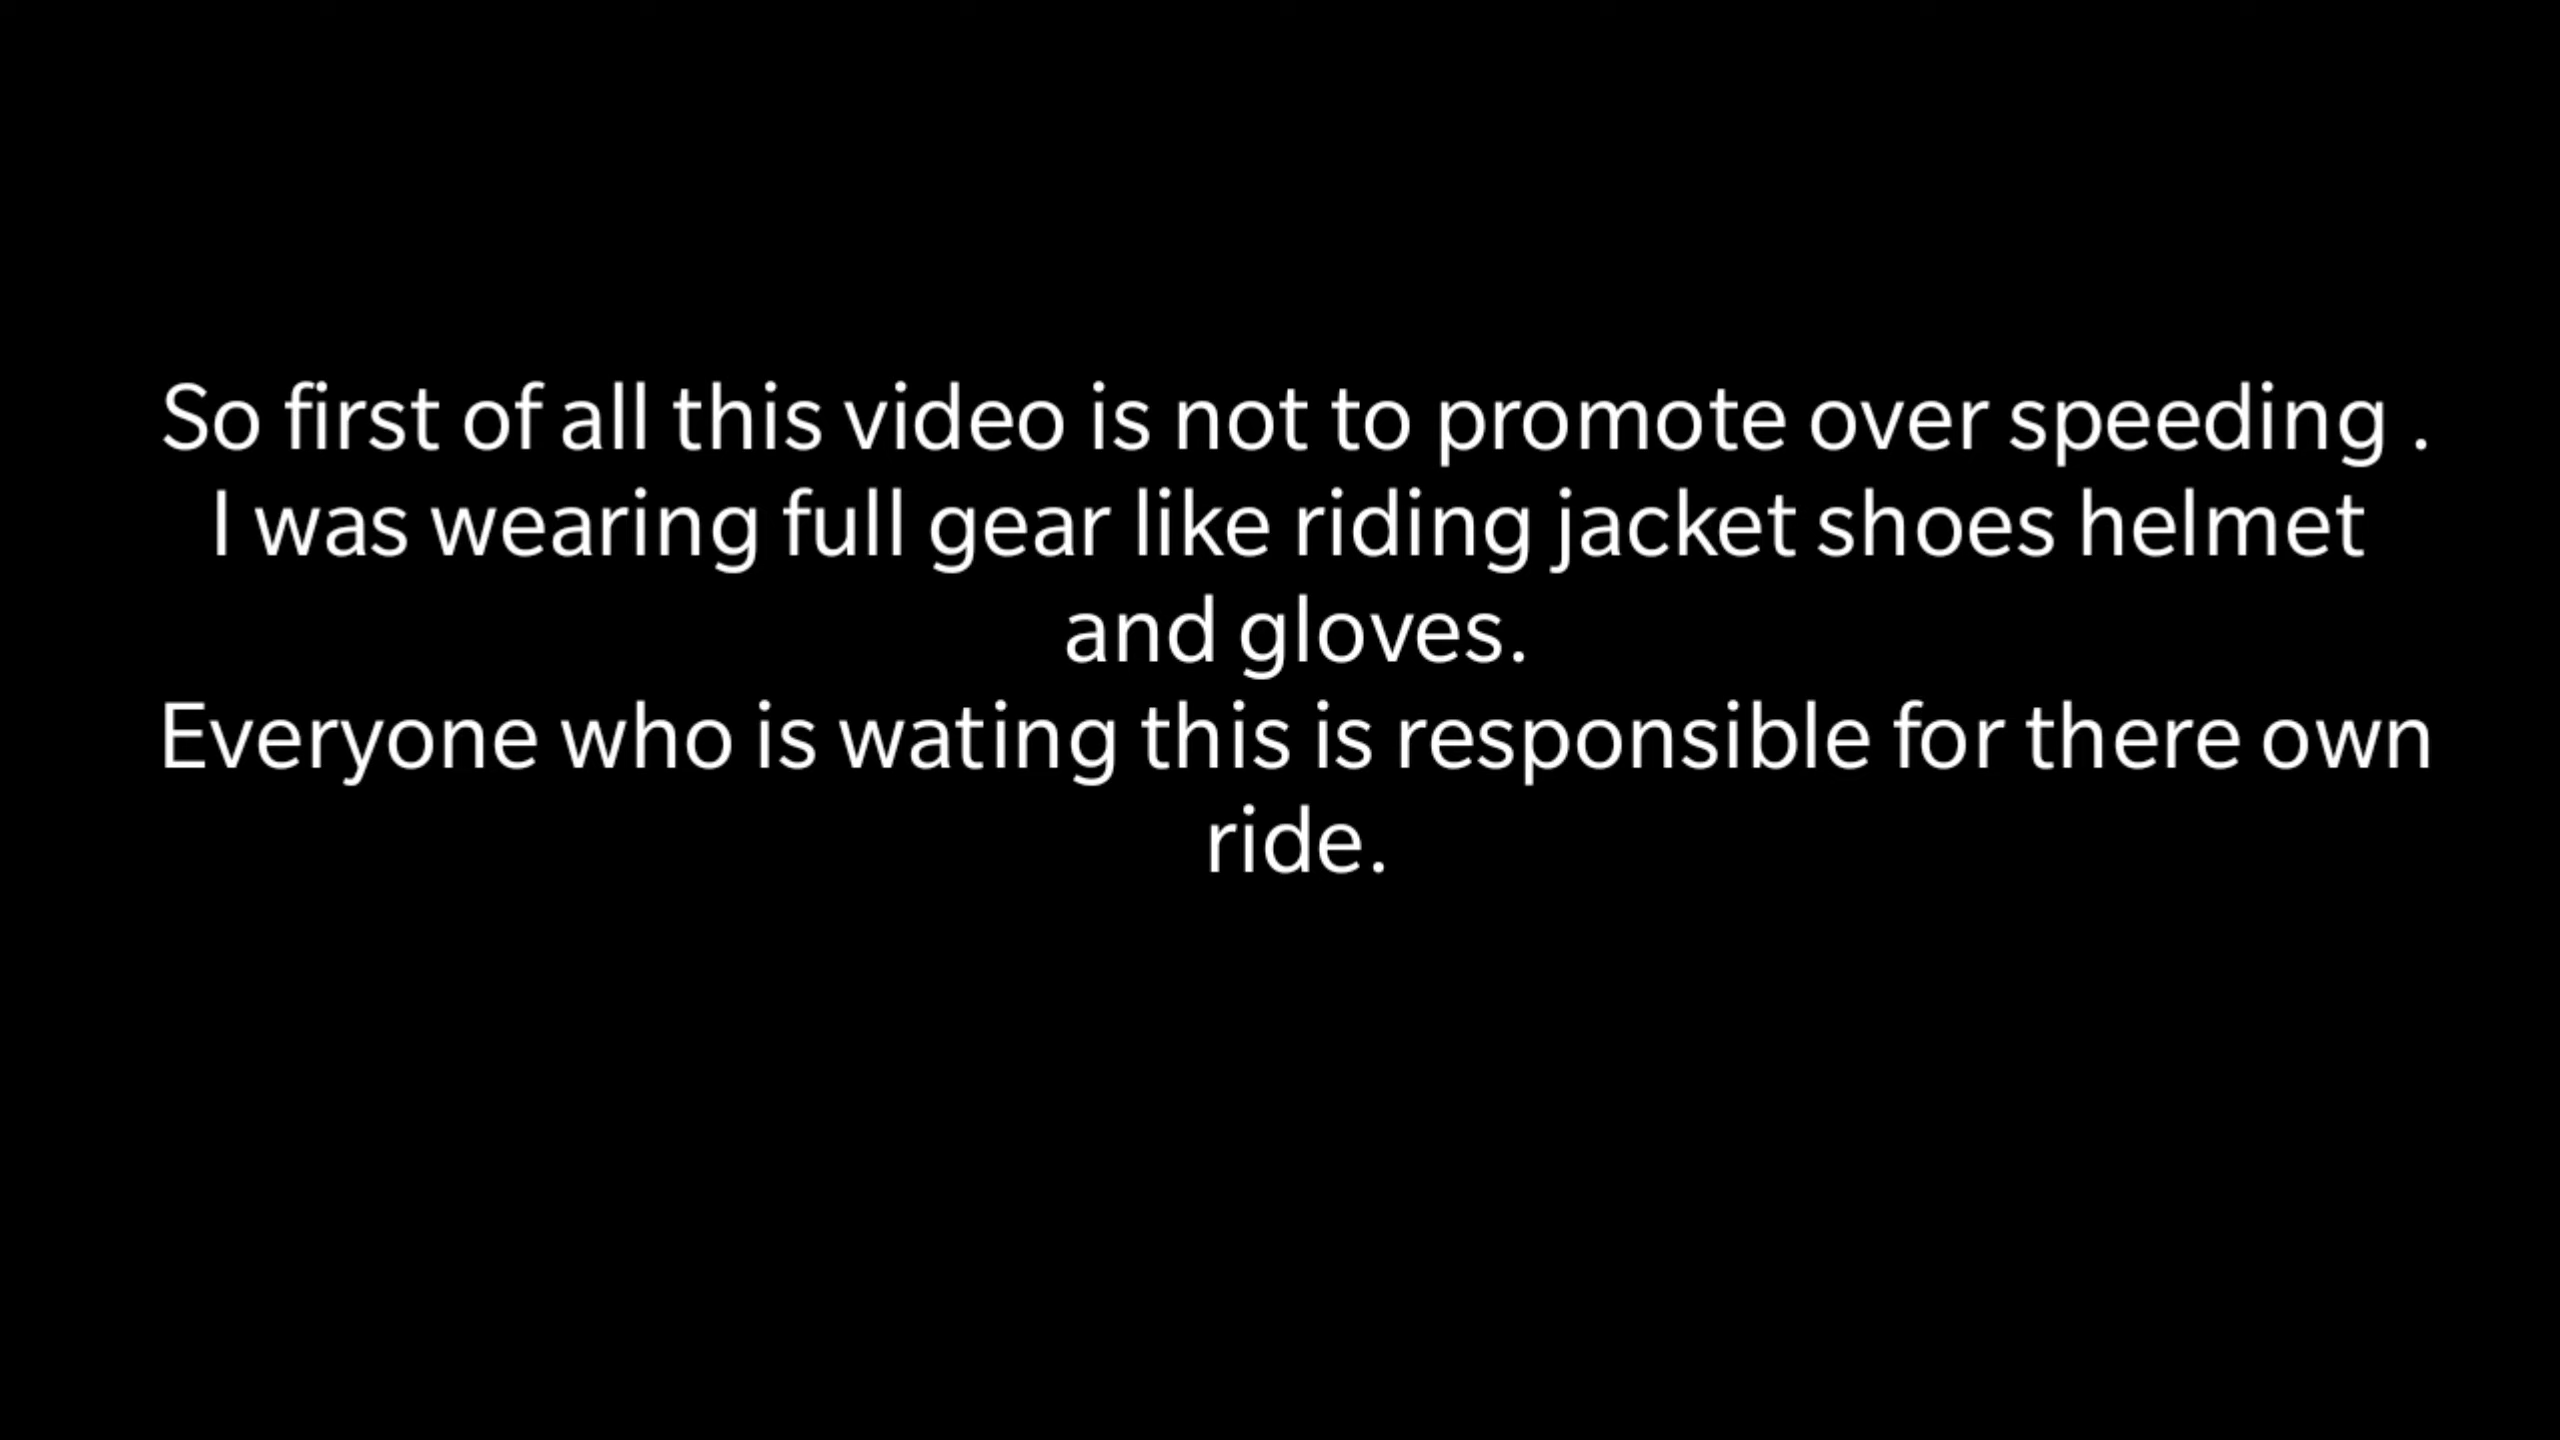 So first of all this video is not to promote over speeding .
I was wearing full gear like riding jacket shoes helmet
and gloves.
Everyone who is wating this is responsible for there own
ride.